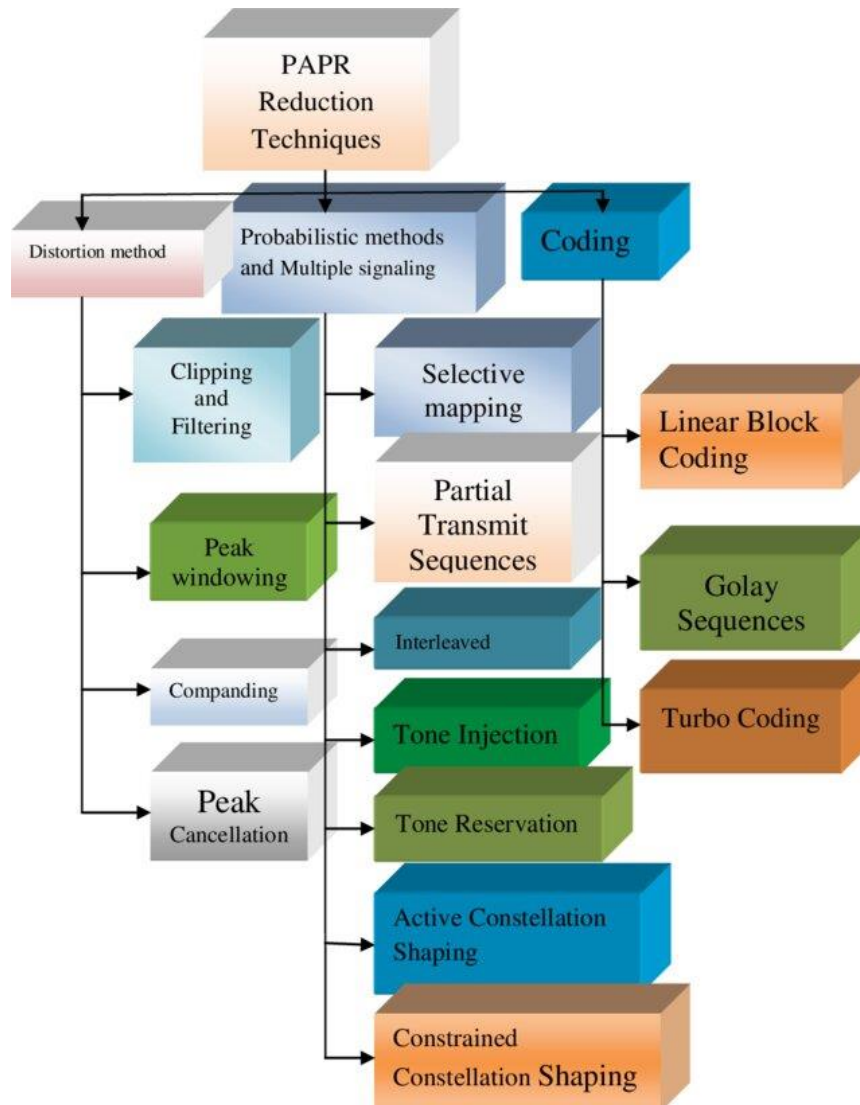 PAPR
Reduction
Techniques
Distortion method
Probabilistic methods
and Multiple signaling
Coding
Clipping
and
Filtering
Peak
windowing
Companding
Peak
Cancellation
Selective
mapping
Partial
Transmit
Sequences
Interleaved
Tone Injection
Tone Reservation
Active Constellation
Shaping
Constrained
Constellation Shaping
Linear Block
Coding
Golay
Sequences
Turbo Coding